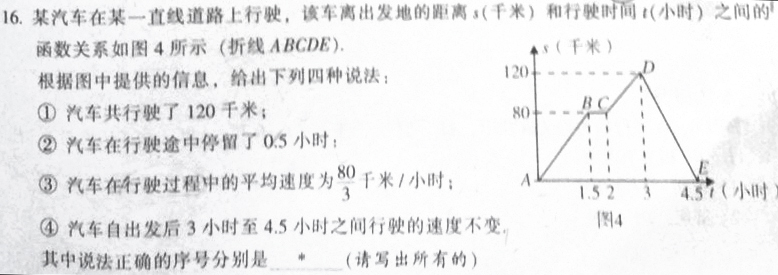 16. 某汽车在某一直线道路上行驶，该车离出发地的距离 s(千米) 和行驶时间 t(小时) 之间的
函数关系如图 4 所示 (折线 ABCDE).
根据图中提供的信息，给出下列四种说法：
① 汽车共行驶了 120 千米；
② 汽车在行驶途中停留了 0.5 小时；
③ 汽车在行驶过程中的平均速度为 80/3 千米/小时；
④ 汽车自出发后 3 小时至 4.5 小时之间行驶的速度不变.
其中说法正确的序号分别是 * (请写出所有的)
s (千米)
120
D
80
B C
A
E
1.5 2 3 4.5 t (小时)
图4